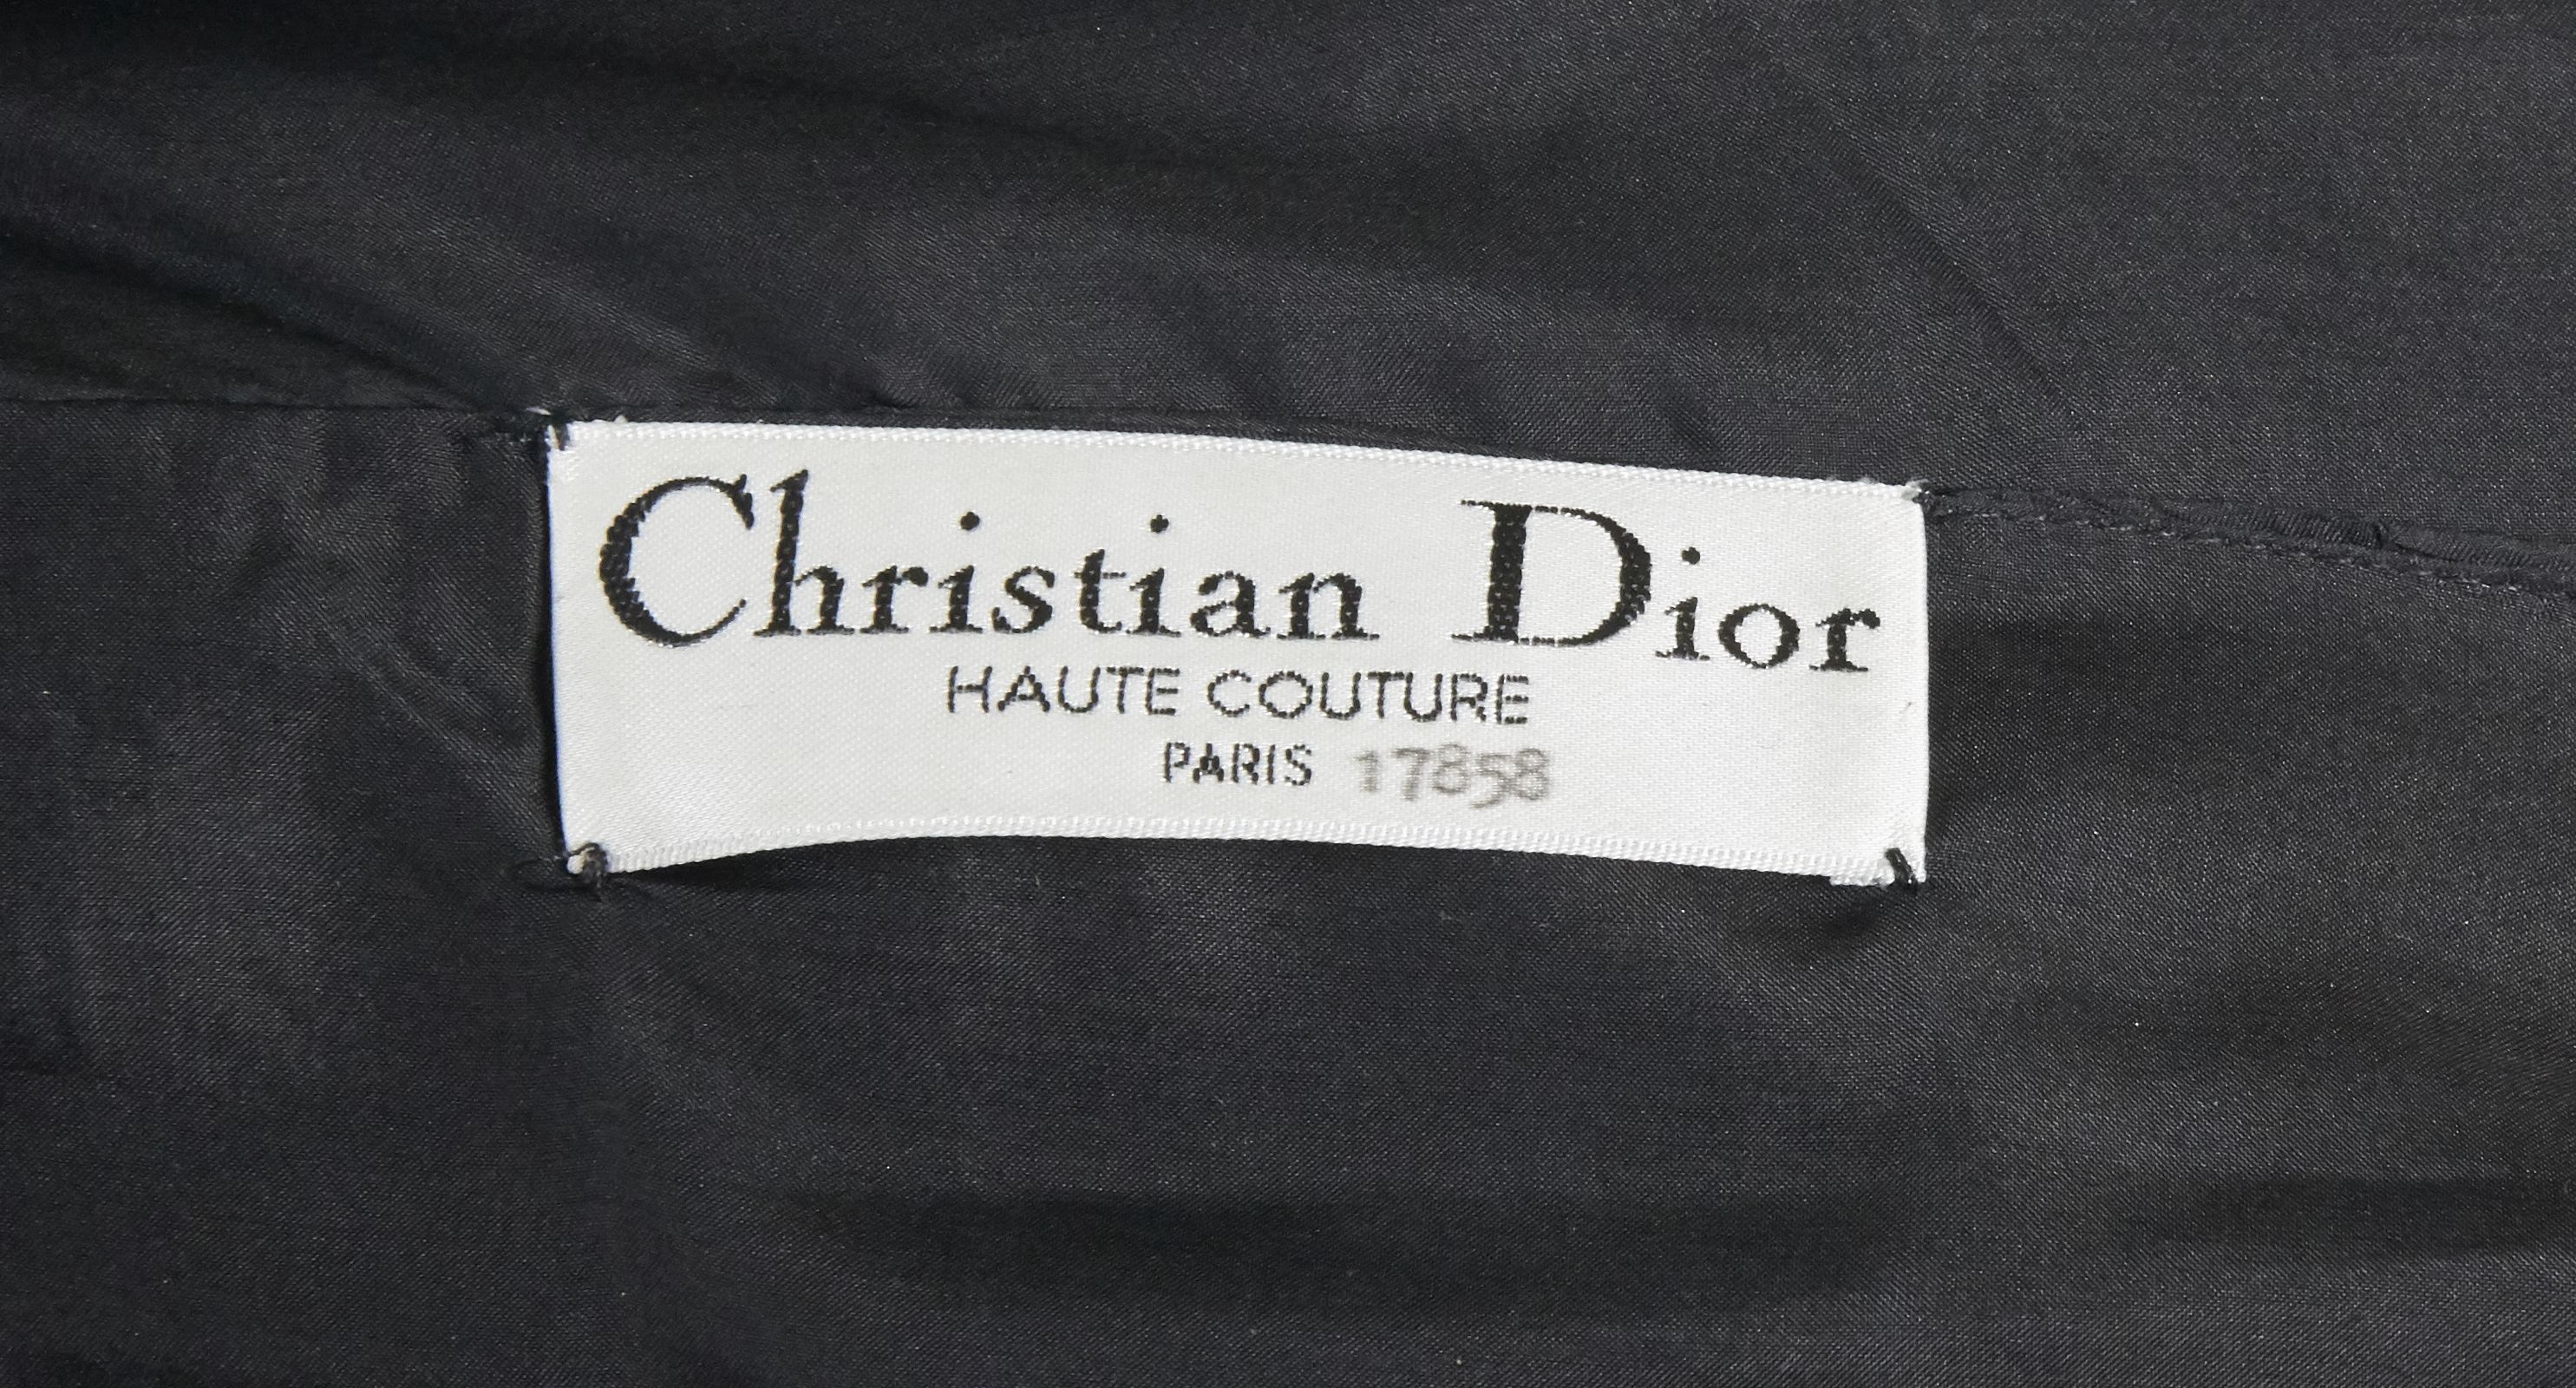 Christian Dior
HAUTE COUTURE
PARIS 17858